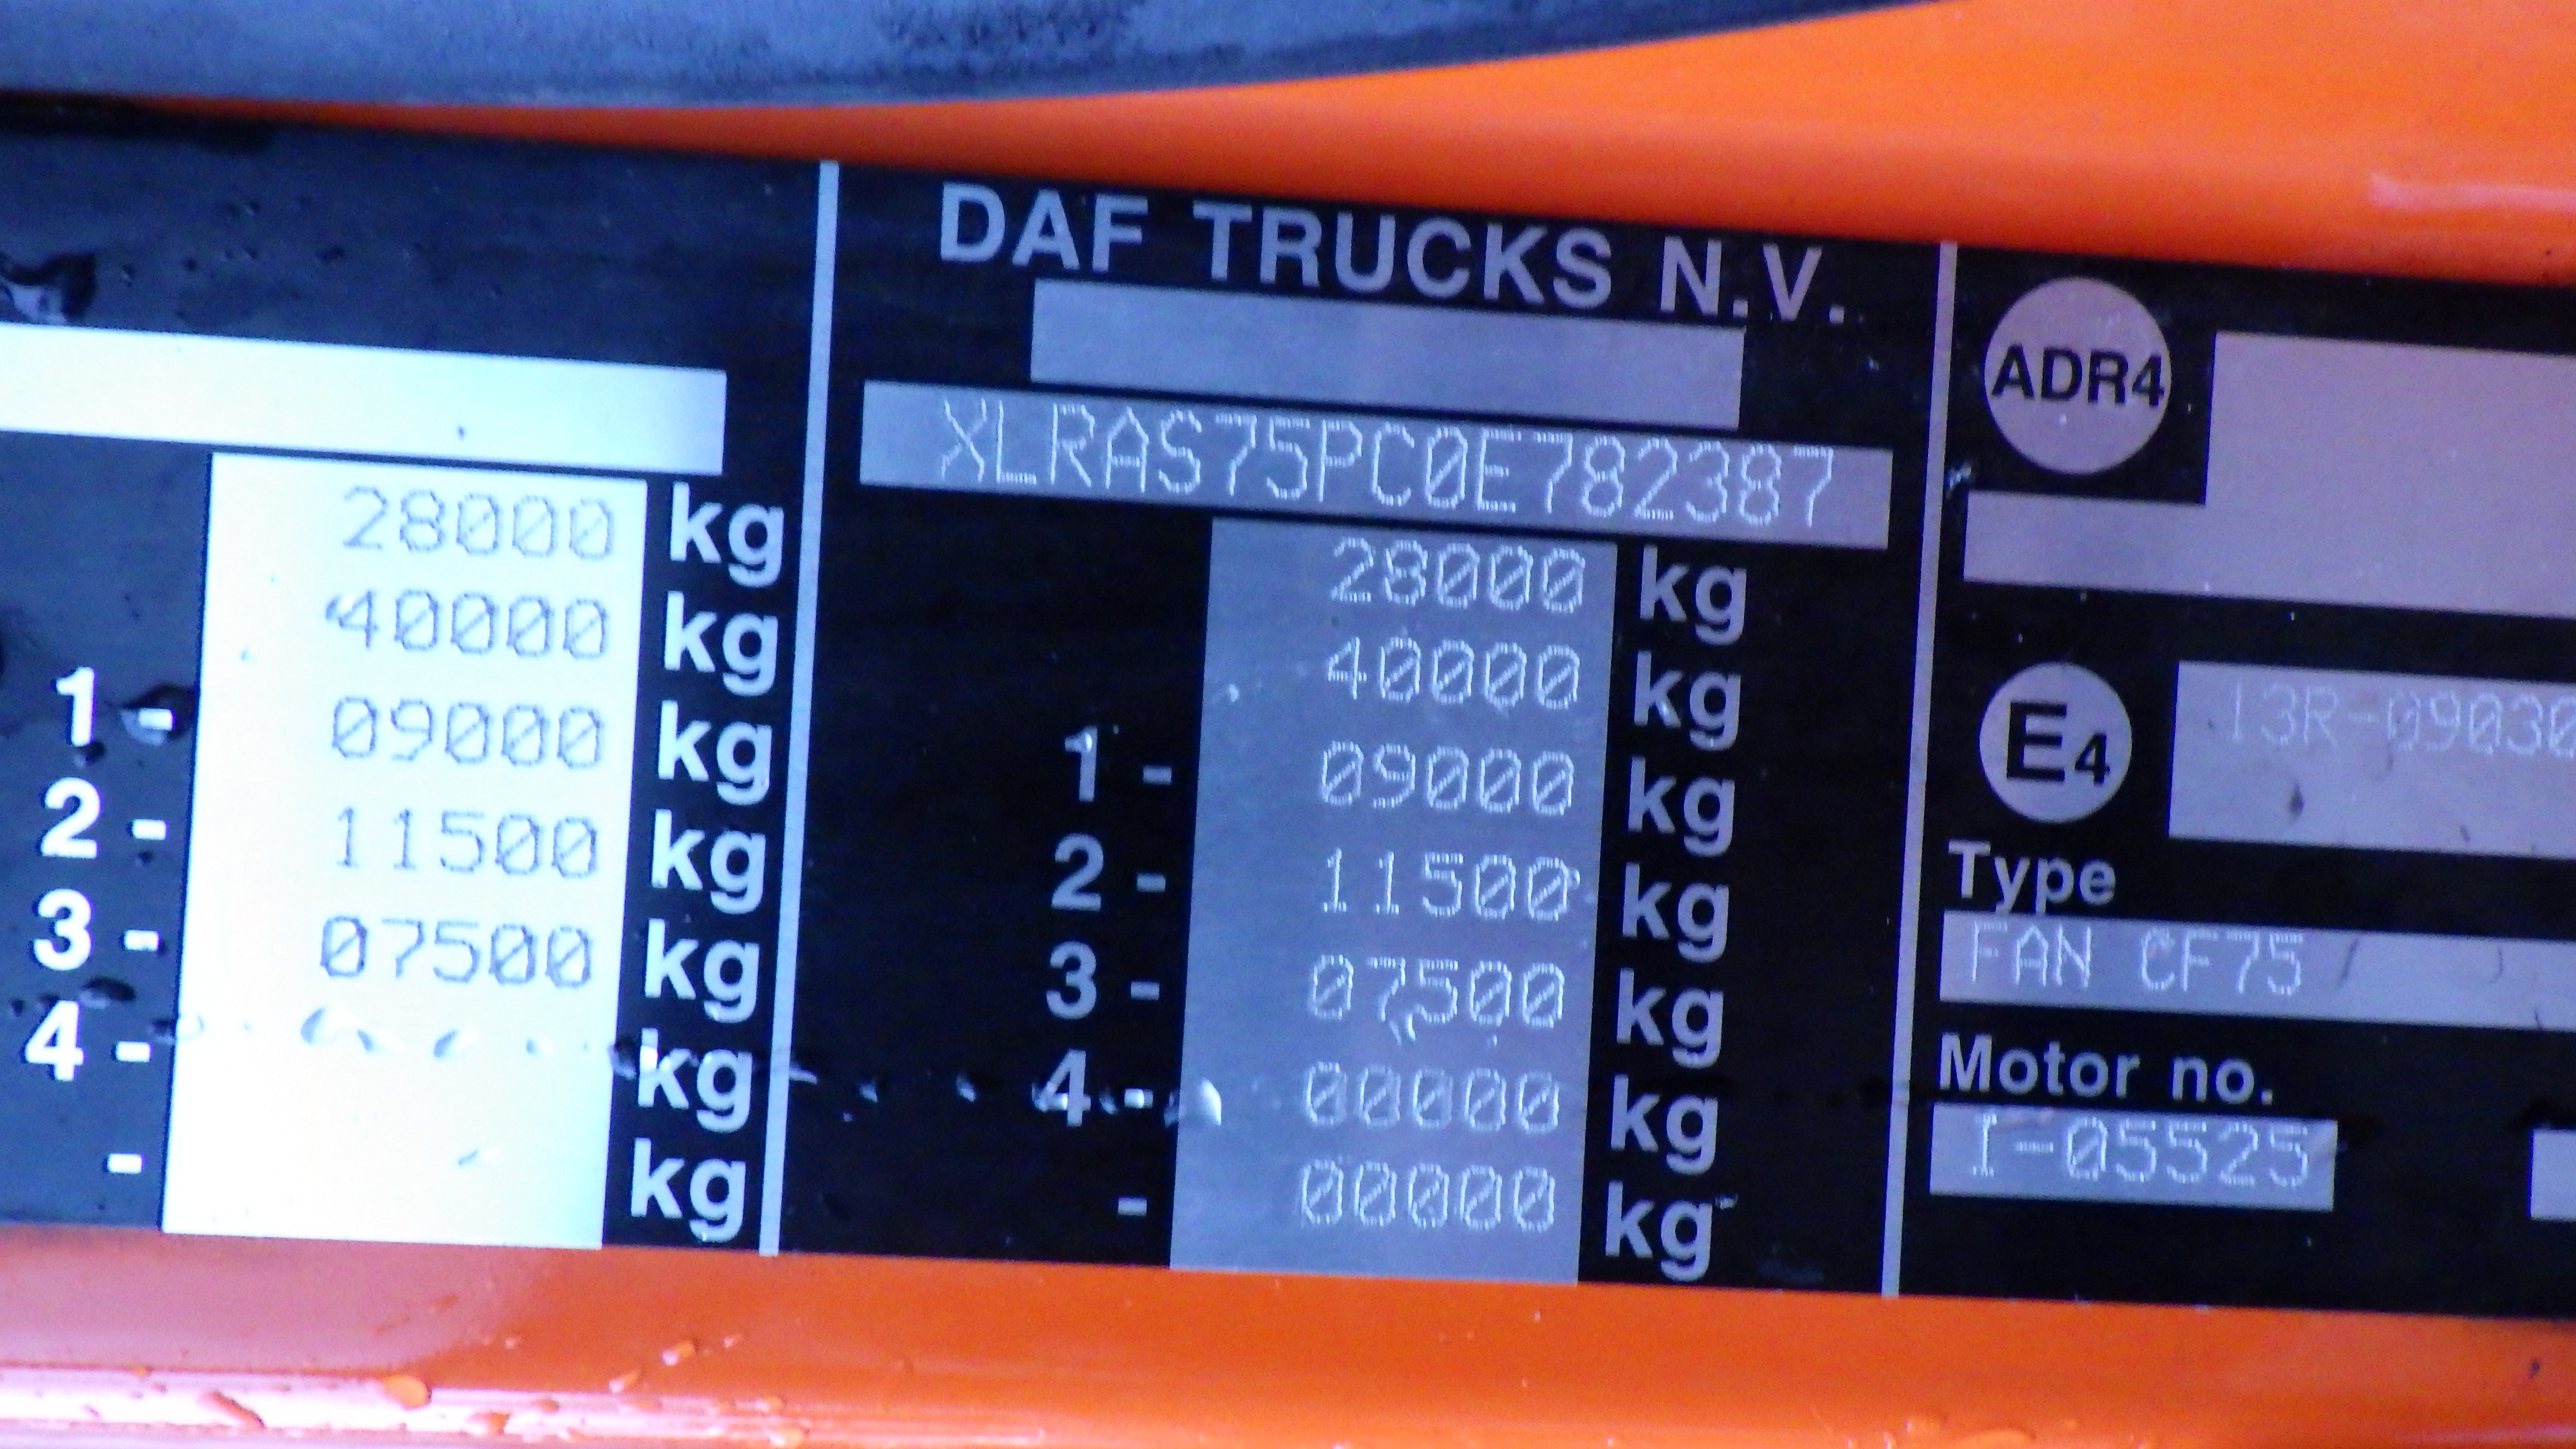 28000 kg
40000 kg
1 - 09000 kg
2 - 11500 kg
3 - 07500 kg
4 - kg
- kg
DAF TRUCKS N.V.
XLRAS75PC0E782387
28000 kg
40000 kg
1 - 09000 kg
2 - 11500 kg
3 - 07500 kg
4 - 00000 kg
- 00000 kg
ADR4
E4 13R-09030
Type
FAN CF75
Motor no.
I-05525